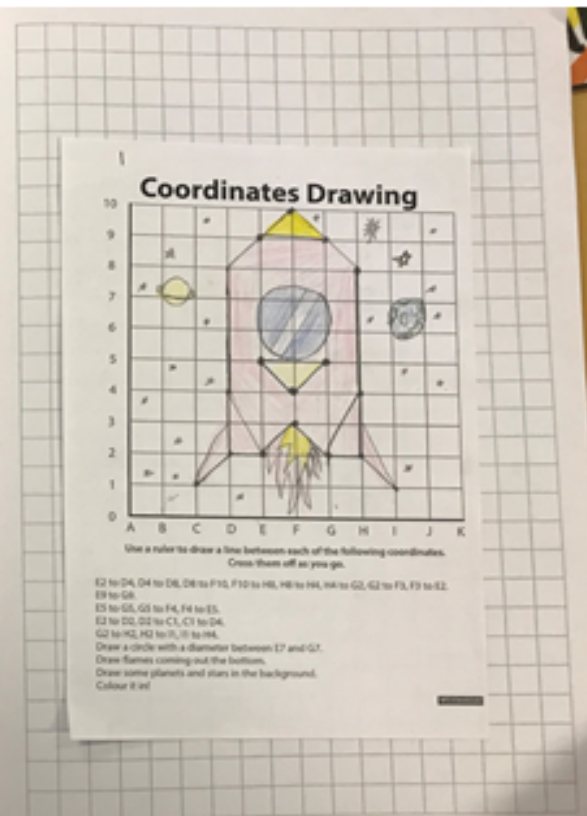 1
Coordinates Drawing
10
9
8
7
6
5
4
3
2
1
0
A B C D E F G H I J K
Use a ruler to draw a line between each of the following coordinates.
Cross them off as you go.
E2 to D4, D4 to D8, D8 to F10, F10 to H8, H8 to H4, H4 to G2, G2 to F3, F3 to E2.
E9 to G9.
E5 to G5, G5 to F4, F4 to E5.
E2 to D2, D2 to C1, C1 to D4.
G2 to H2, H2 to I1, I1 to H4.
Draw a circle with a diameter between E7 and G7.
Draw flames coming out the bottom.
Draw some planets and stars in the background.
Colour it in!